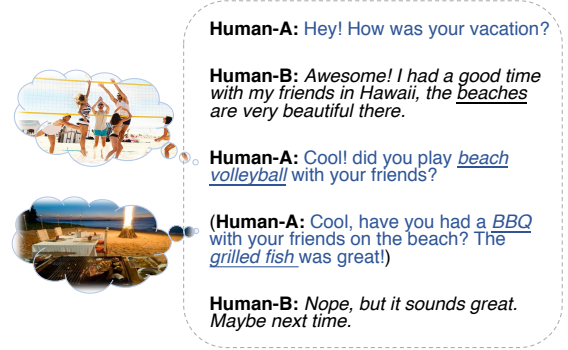 Human-A: Hey! How was your vacation?
Human-B: Awesome! I had a good time
with my friends in Hawaii, the beaches
are very beautiful there.
Human-A: Cool! did you play beach
volleyball with your friends?
(Human-A: Cool, have you had a BBQ
with your friends on the beach? The
grilled fish was great!)
Human-B: Nope, but it sounds great.
Maybe next time.